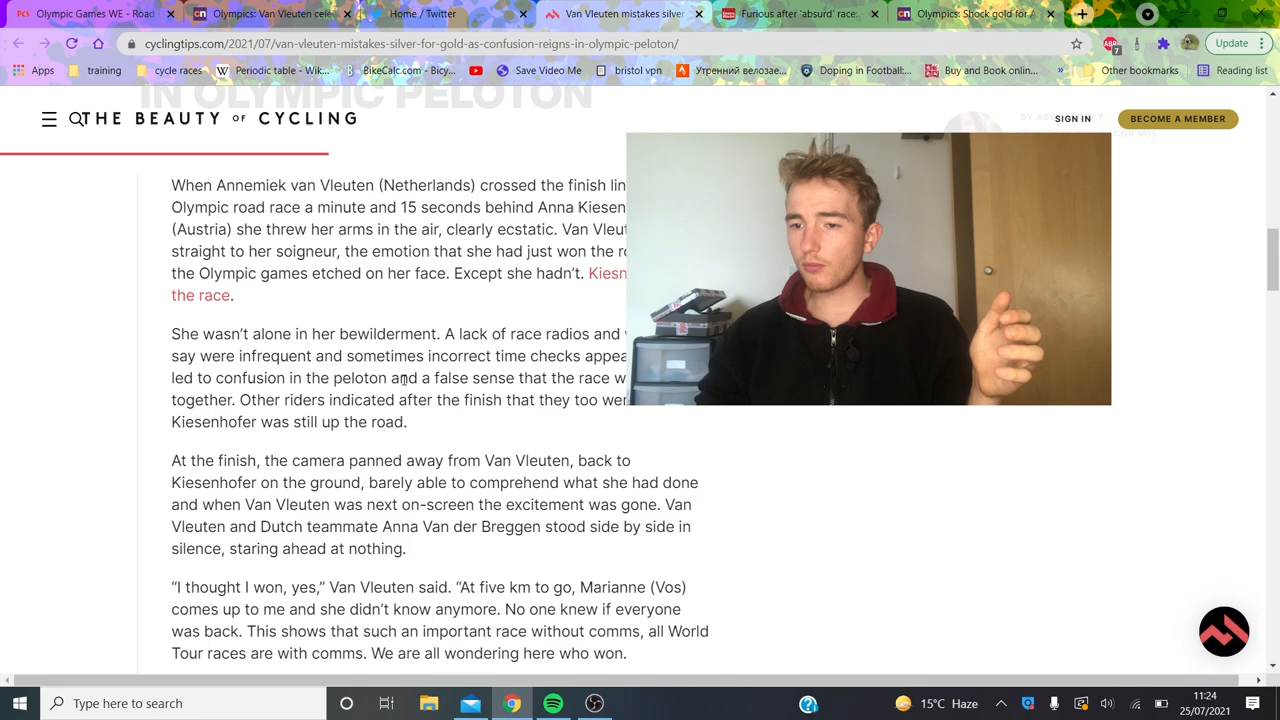 Olympic Games WE - Road
Olympics: Van Vleuten cele
Home / Twitter
Van Vleuten mistakes silver
Furious after 'absurd' race:
Olympics: Shock gold for A
cyclingtips.com/2021/07/van-vleuten-mistakes-silver-for-gold-as-confusion-reigns-in-olympic-peloton/
ABP
7
Update
Apps
training
cycle races
Periodic table - Wik...
BikeCalc.com - Bicy...
Save Video Me
bristol vpn
Утренний велозае...
Doping in Football:...
Buy and Book onlin...
»
Other bookmarks
Reading list
IN OLYMPIC PELOTON
THE BEAUTY OF CYCLING
SIGN IN
BECOME A MEMBER
When Annemiek van Vleuten (Netherlands) crossed the finish lin
Olympic road race a minute and 15 seconds behind Anna Kiesen
(Austria) she threw her arms in the air, clearly ecstatic. Van Vleut
straight to her soigneur, the emotion that she had just won the ro
the Olympic games etched on her face. Except she hadn't. Kiesn
the race.
She wasn't alone in her bewilderment. A lack of race radios and
say were infrequent and sometimes incorrect time checks appea
led to confusion in the peloton and a false sense that the race w
together. Other riders indicated after the finish that they too wer
Kiesenhofer was still up the road.
At the finish, the camera panned away from Van Vleuten, back to
Kiesenhofer on the ground, barely able to comprehend what she had done
and when Van Vleuten was next on-screen the excitement was gone. Van
Vleuten and Dutch teammate Anna Van der Breggen stood side by side in
silence, staring ahead at nothing.
“I thought I won, yes,” Van Vleuten said. “At five km to go, Marianne (Vos)
comes up to me and she didn't know anymore. No one knew if everyone
was back. This shows that such an important race without comms, all World
Tour races are with comms. We are all wondering here who won.
Type here to search
15°C Haze
11:24
25/07/2021